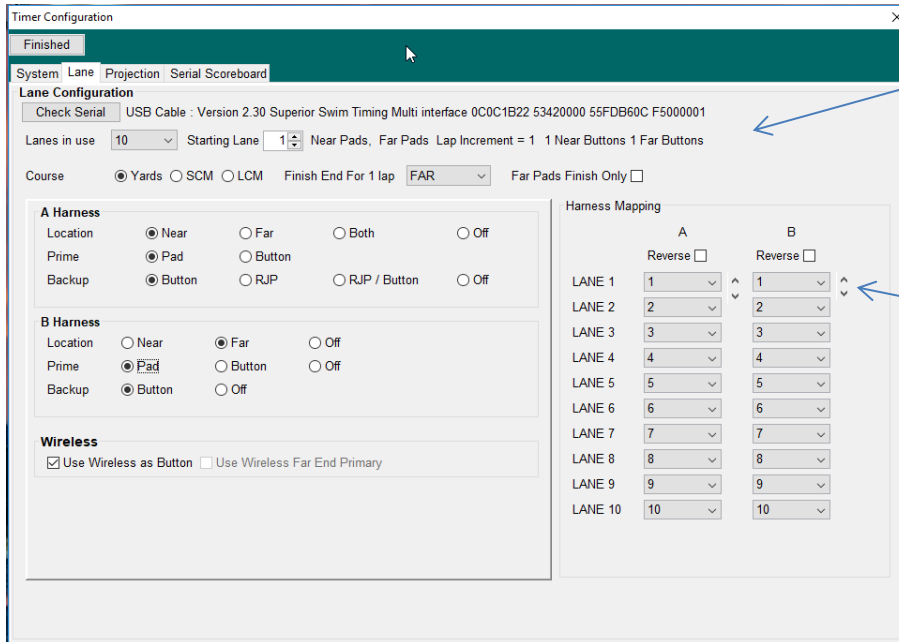 Timer Configuration
Finished
System Lane Projection Serial Scoreboard
Lane Configuration
Check Serial USB Cable : Version 2.30 Superior Swim Timing Multi interface 0C0C1B22 53420000 55FDB60C F5000001
Lanes in use 10 Starting Lane 1 Near Pads, Far Pads Lap Increment = 1 1 Near Buttons 1 Far Buttons
Course Yards SCM LCM Finish End For 1 lap FAR Far Pads Finish Only
A Harness
Location Near Far Both Off
Prime Pad Button
Backup Button RJP RJP / Button Off
B Harness
Location Near Far Off
Prime Pad Button Off
Backup Button Off
Wireless
Use Wireless as Button Use Wireless Far End Primary
Harness Mapping
A B
Reverse Reverse
LANE 1 1 1
LANE 2 2 2
LANE 3 3 3
LANE 4 4 4
LANE 5 5 5
LANE 6 6 6
LANE 7 7 7
LANE 8 8 8
LANE 9 9 9
LANE 10 10 10